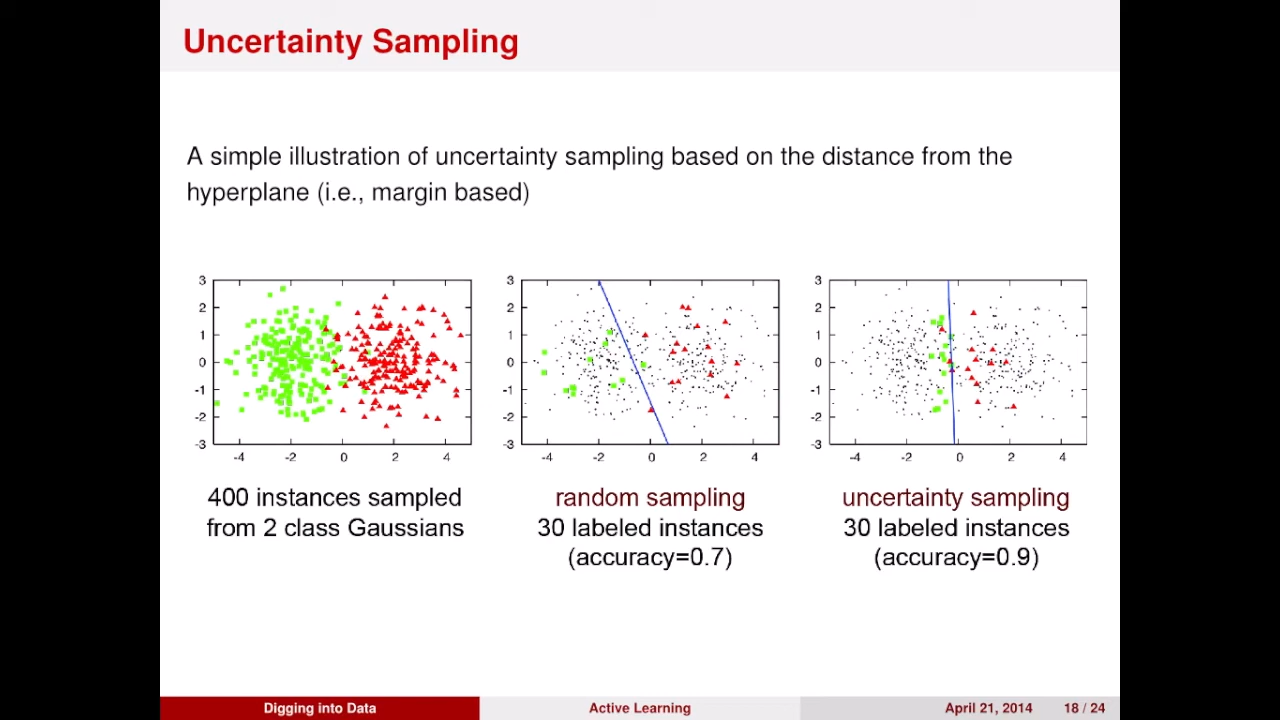 Uncertainty Sampling
A simple illustration of uncertainty sampling based on the distance from the
hyperplane (i.e., margin based)
3
2
1
0
-1
-2
-3
-4 -2 0 2 4
400 instances sampled
from 2 class Gaussians
3
2
1
0
-1
-2
-3
-4 -2 0 2 4
random sampling
30 labeled instances
(accuracy=0.7)
3
2
1
0
-1
-2
-3
-4 -2 0 2 4
uncertainty sampling
30 labeled instances
(accuracy=0.9)
Digging into Data Active Learning April 21, 2014 18 / 24